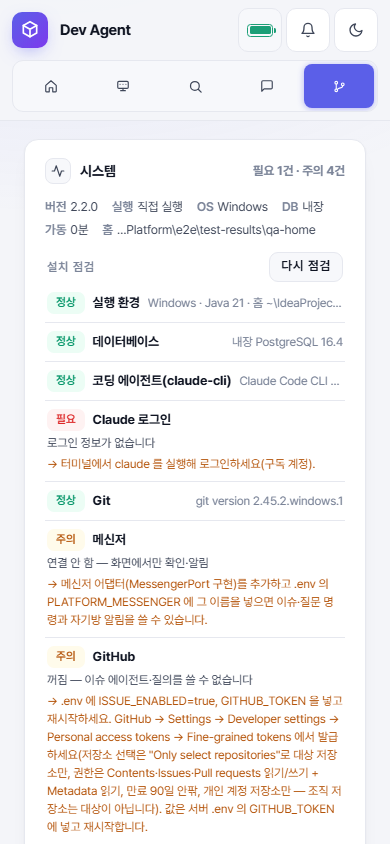 Dev Agent
시스템
필요 1건 · 주의 4건
버전 2.2.0 실행 직접 실행 OS Windows DB 내장
가동 0분 홈 ...Platform\e2e\test-results\qa-home
설치 점검
다시 점검
정상 실행 환경 Windows · Java 21 · 홈 ~\IdeaProjec...
정상 데이터베이스 내장 PostgreSQL 16.4
정상 코딩 에이전트(claude-cli) Claude Code CLI ...
필요 Claude 로그인
로그인 정보가 없습니다
→ 터미널에서 claude 를 실행해 로그인하세요(구독 계정).
정상 Git git version 2.45.2.windows.1
주의 메신저
연결 안 함 — 화면에서만 확인·알림
→ 메신저 어댑터(MessengerPort 구현)를 추가하고 .env 의
PLATFORM_MESSENGER 에 그 이름을 넣으면 이슈·질문 명
령과 자기방 알림을 쓸 수 있습니다.
주의 GitHub
꺼짐 — 이슈 에이전트·질의를 쓸 수 없습니다
→ .env 에 ISSUE_ENABLED=true, GITHUB_TOKEN 을 넣고
재시작하세요. GitHub → Settings → Developer settings →
Personal access tokens → Fine-grained tokens 에서 발급
하세요(저장소 선택은 "Only select repositories"로 대상 저장
소만, 권한은 Contents·Issues·Pull requests 읽기/쓰기 +
Metadata 읽기, 만료 90일 안팎, 개인 계정 저장소만 — 조직 저
장소는 대상이 아닙니다). 값은 서버 .env 의 GITHUB_TOKEN
에 넣고 재시작합니다.